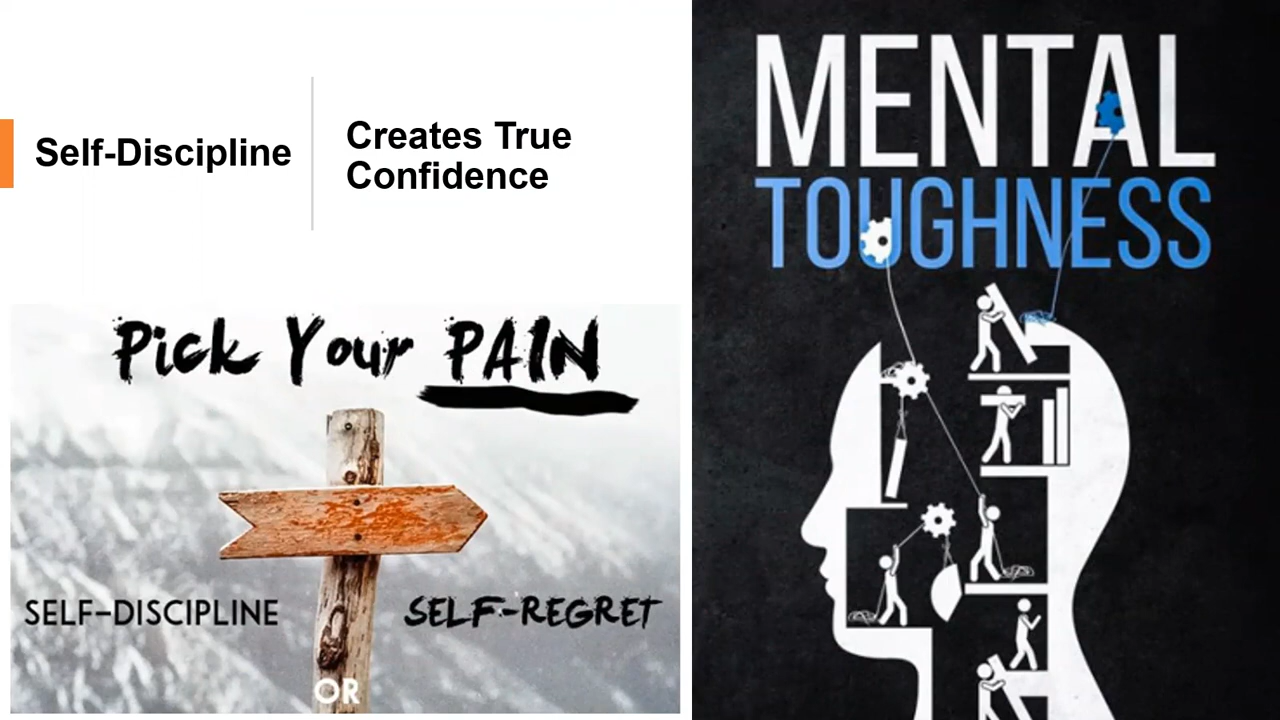 Self-Discipline
Creates True
Confidence
Pick Your PAIN
SELF-DISCIPLINE
SELF-REGRET
OR
MENTAL
TOUGHNESS